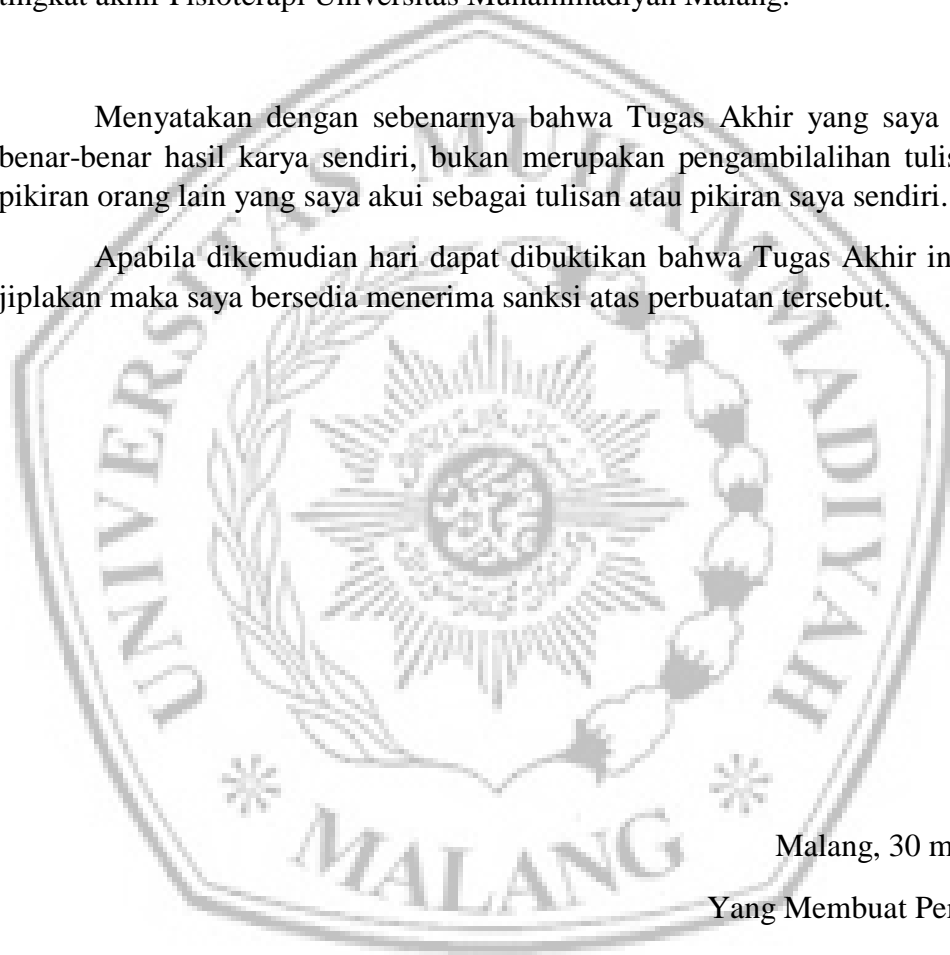 tingkat akhir Fisioterapi Universitas Muhammadiyah Malang.
Menyatakan dengan sebenarnya bahwa Tugas Akhir yang saya
benar-benar hasil karya sendiri, bukan merupakan pengambilalihan tulis
pikiran orang lain yang saya akui sebagai tulisan atau pikiran saya sendiri.
Apabila dikemudian hari dapat dibuktikan bahwa Tugas Akhir in
jiplakan maka saya bersedia menerima sanksi atas perbuatan tersebut.
UNIVERSITAS MUHAMMADIYAH
MALANG
Malang, 30 m
Yang Membuat Per